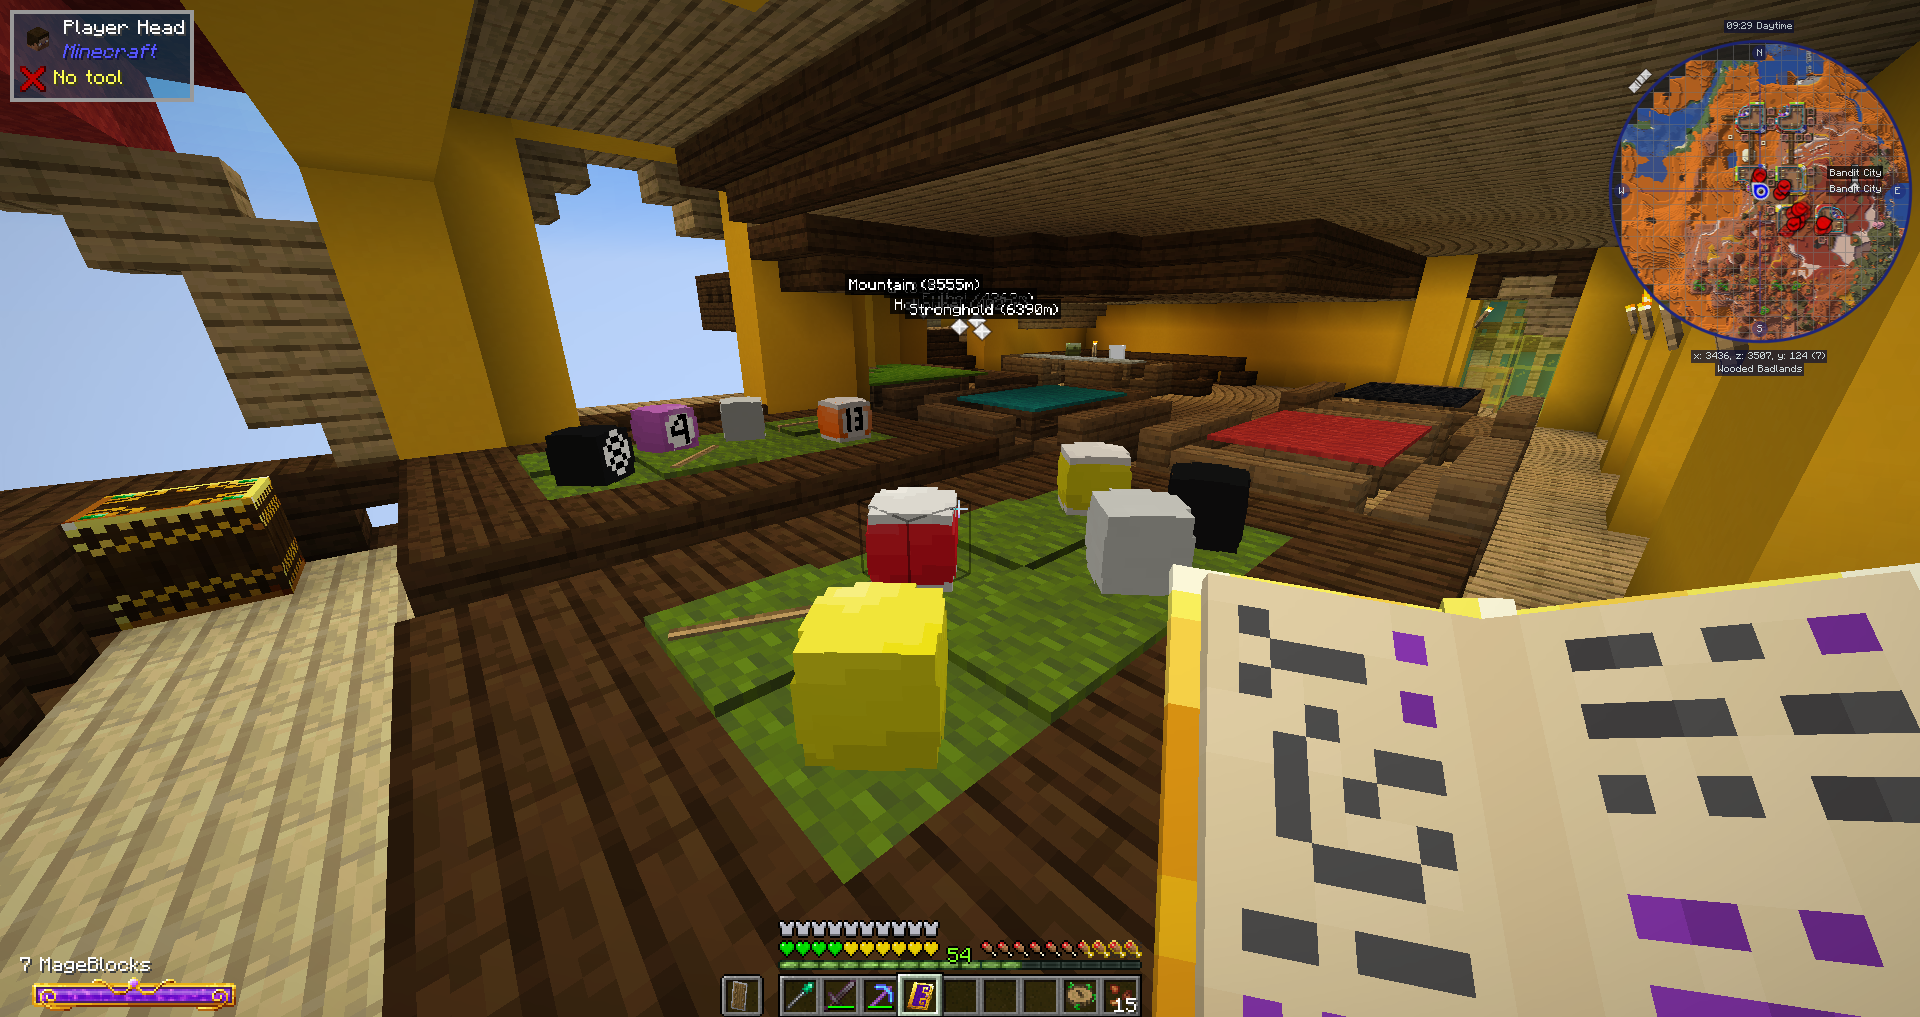 Player Head
Minecraft
No tool
09:29 Daytime
N
W
E
S
Bandit City
Bandit City
x: 3436, z: 3507, y: 124 (7)
Wooded Badlands
Mountain (3555m)
Stronghold (6390m)
8
4
13
54
7 MageBlocks
15